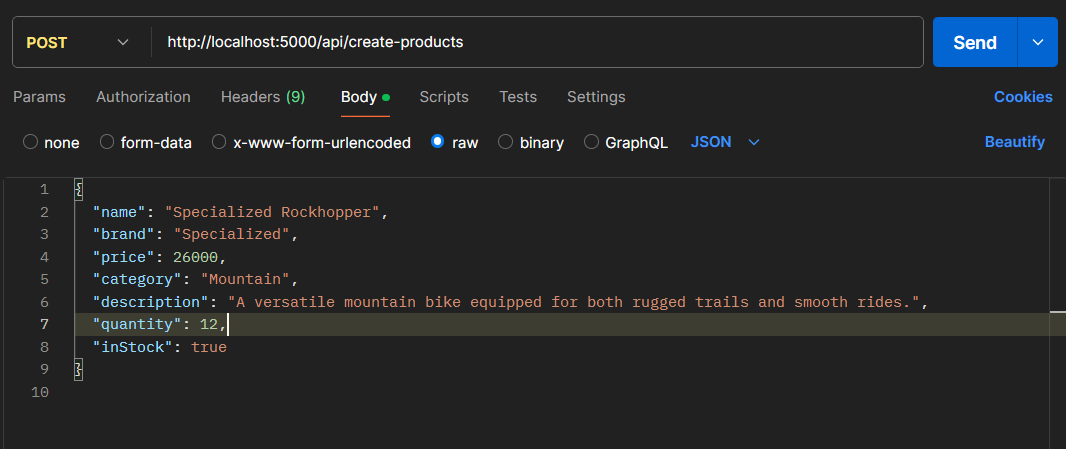 POST http://localhost:5000/api/create-products Send
Params Authorization Headers (9) Body Scripts Tests Settings Cookies
none form-data x-www-form-urlencoded raw binary GraphQL JSON Beautify
1 {
2 "name": "Specialized Rockhopper",
3 "brand": "Specialized",
4 "price": 26000,
5 "category": "Mountain",
6 "description": "A versatile mountain bike equipped for both rugged trails and smooth rides.",
7 "quantity": 12,
8 "inStock": true
9 }
10